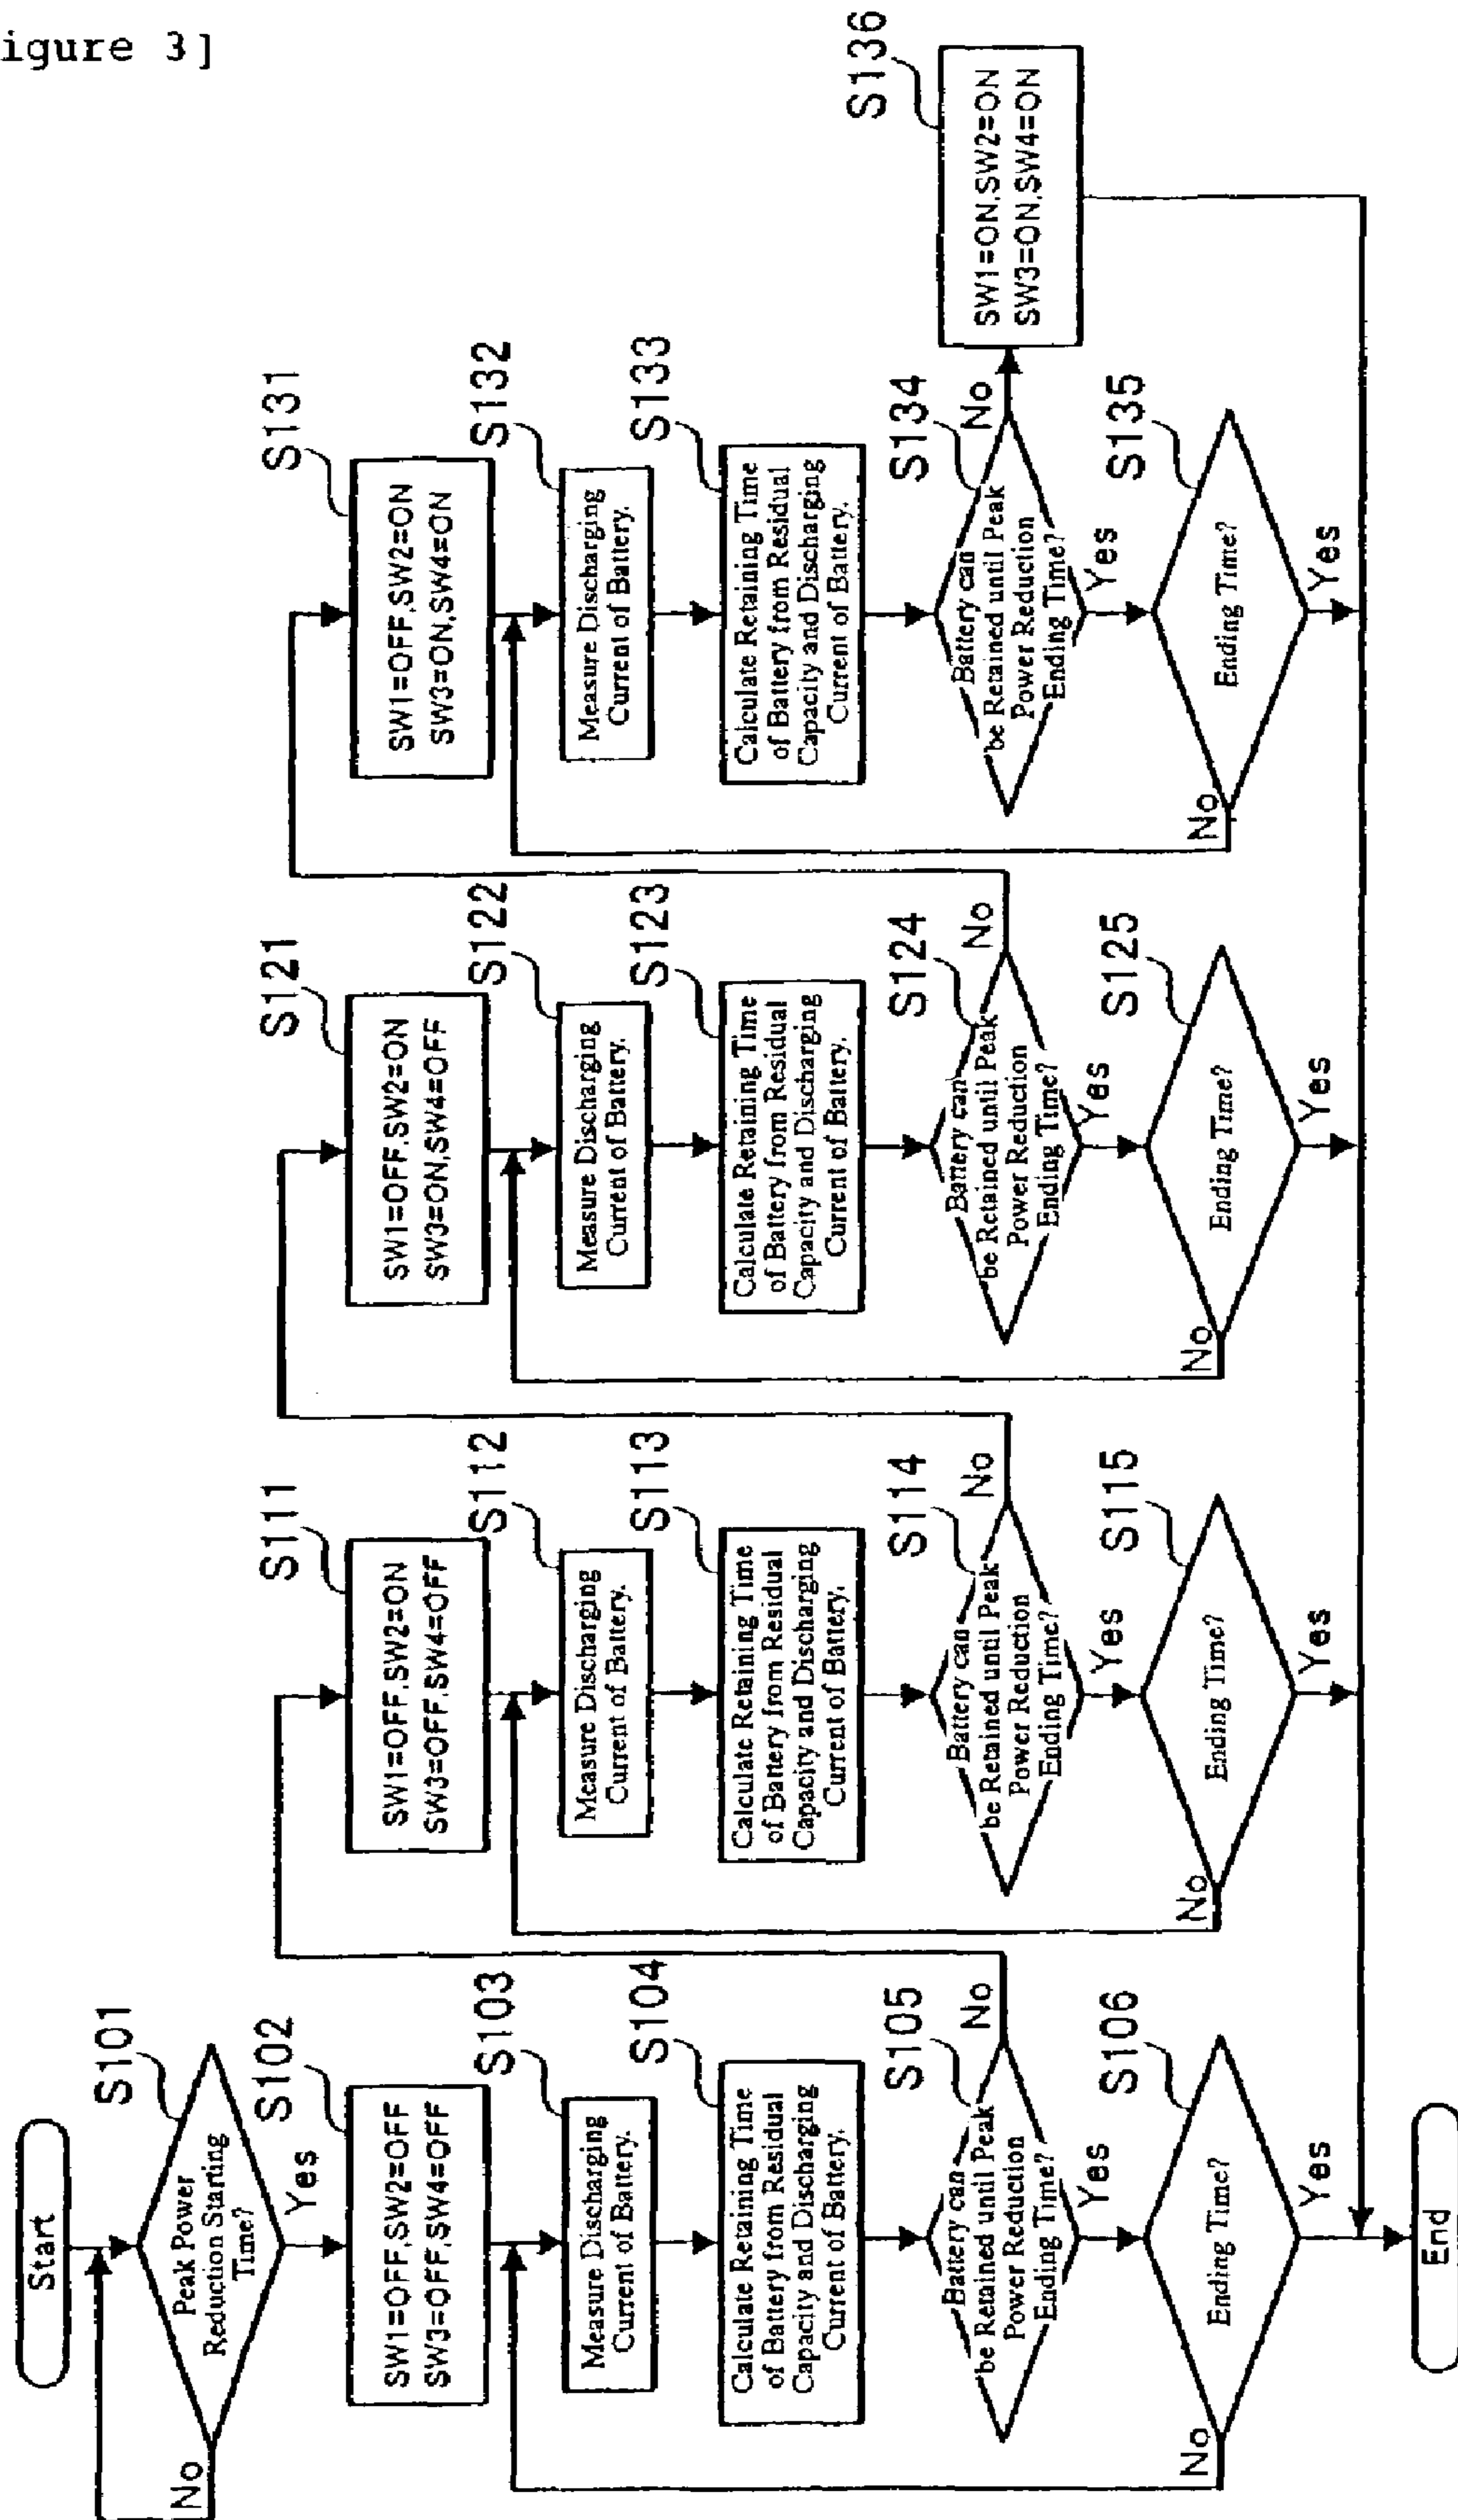 igure 3]
Start
S101
Peak Power
Reduction Starting
Time?
No
Yes
S102
SW1=OFF,SW2=OFF
SW3=OFF,SW4=OFF
S103
Measure Discharging
Current of Battery.
S104
Calculate Retaining Time
of Battery from Residual
Capacity and Discharging
Current of Battery.
S105
Battery can
be Retained until Peak
Power Reduction
Ending Time?
No
Yes
S106
Ending Time?
No
Yes
End
S111
SW1=OFF,SW2=ON
SW3=OFF,SW4=OFF
S112
Measure Discharging
Current of Battery.
S113
Calculate Retaining Time
of Battery from Residual
Capacity and Discharging
Current of Battery.
S114
Battery can
be Retained until Peak
Power Reduction
Ending Time?
No
Yes
S115
Ending Time?
No
Yes
S121
SW1=OFF,SW2=ON
SW3=ON,SW4=OFF
S122
Measure Discharging
Current of Battery.
S123
Calculate Retaining Time
of Battery from Residual
Capacity and Discharging
Current of Battery.
S124
Battery can
be Retained until Peak
Power Reduction
Ending Time?
No
Yes
S125
Ending Time?
No
Yes
S131
SW1=OFF,SW2=ON
SW3=ON,SW4=ON
S132
Measure Discharging
Current of Battery.
S133
Calculate Retaining Time
of Battery from Residual
Capacity and Discharging
Current of Battery.
S134
Battery can
be Retained until Peak
Power Reduction
Ending Time?
No
Yes
S135
Ending Time?
No
Yes
S136
SW1=ON,SW2=ON
SW3=ON,SW4=ON